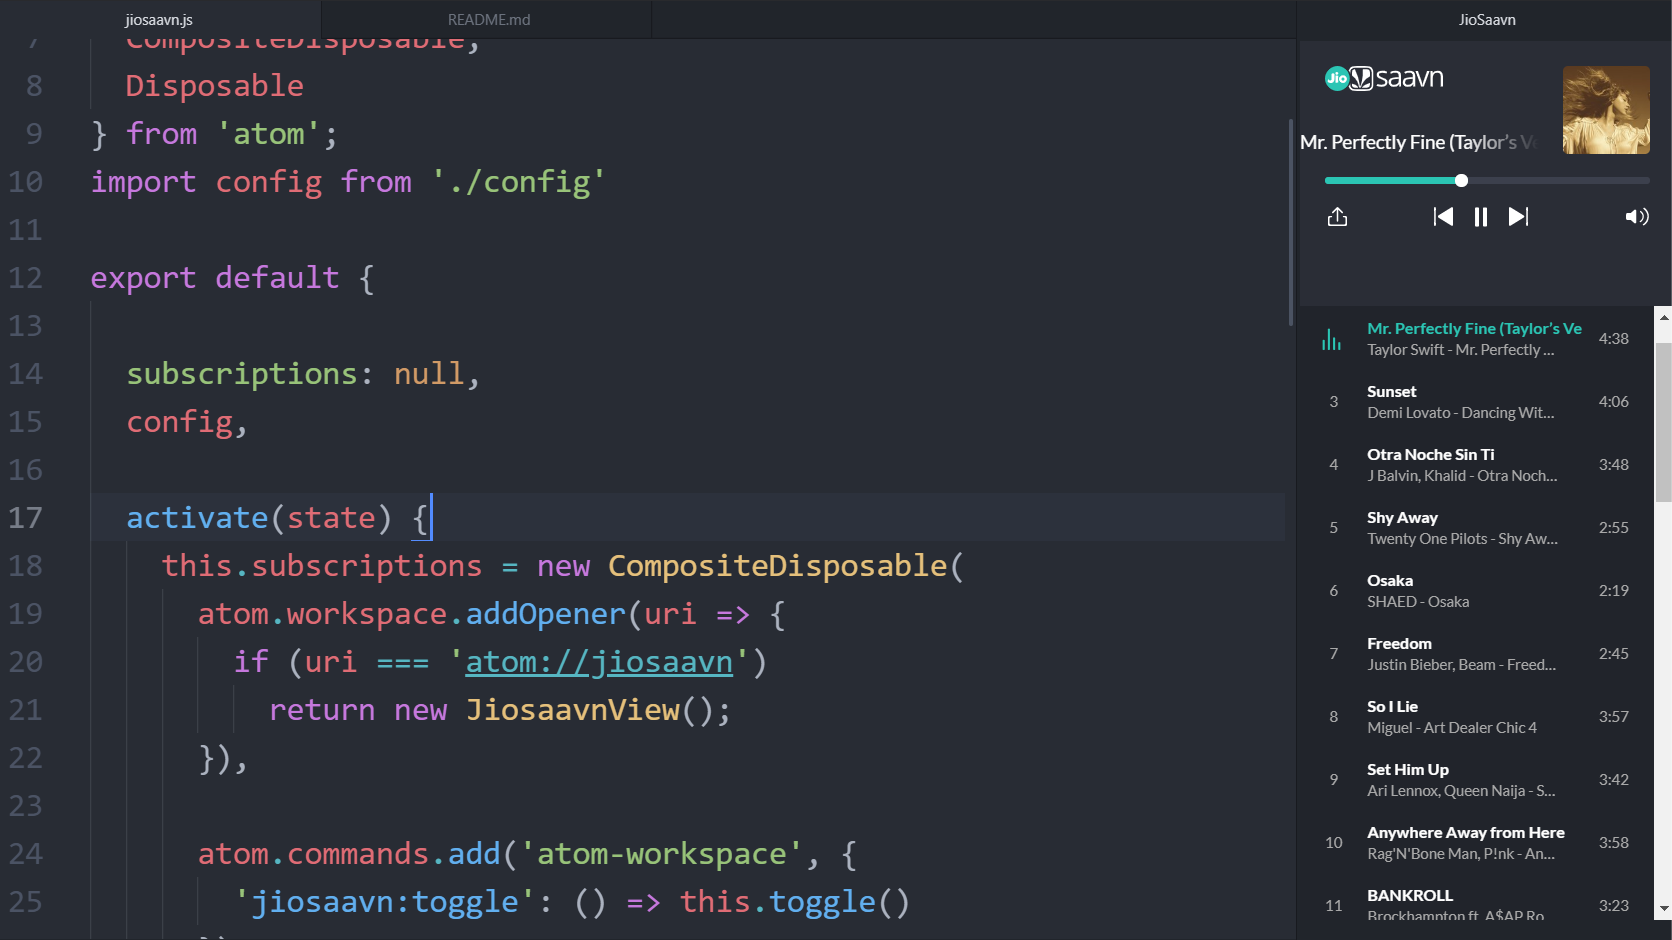 jiosaavn.js
README.md
JioSaavn
7 CompositeDisposable,
8 Disposable
9 } from 'atom';
10 import config from './config'
11
12 export default {
13
14 subscriptions: null,
15 config,
16
17 activate(state) {
18 this.subscriptions = new CompositeDisposable(
19 atom.workspace.addOpener(uri => {
20 if (uri === 'atom://jiosaavn')
21 return new JiosaavnView();
22 }),
23
24 atom.commands.add('atom-workspace', {
25 'jiosaavn:toggle': () => this.toggle()
Jio saavn
Mr. Perfectly Fine (Taylor’s Ve
Mr. Perfectly Fine (Taylor’s Ve
Taylor Swift - Mr. Perfectly ...
4:38
3 Sunset
Demi Lovato - Dancing Wit...
4:06
4 Otra Noche Sin Ti
J Balvin, Khalid - Otra Noch...
3:48
5 Shy Away
Twenty One Pilots - Shy Aw...
2:55
6 Osaka
SHAED - Osaka
2:19
7 Freedom
Justin Bieber, Beam - Freed...
2:45
8 So I Lie
Miguel - Art Dealer Chic 4
3:57
9 Set Him Up
Ari Lennox, Queen Naija - S...
3:42
10 Anywhere Away from Here
Rag'N'Bone Man, P!nk - An...
3:58
11 BANKROLL
Brockhampton ft. A$AP Ro
3:23